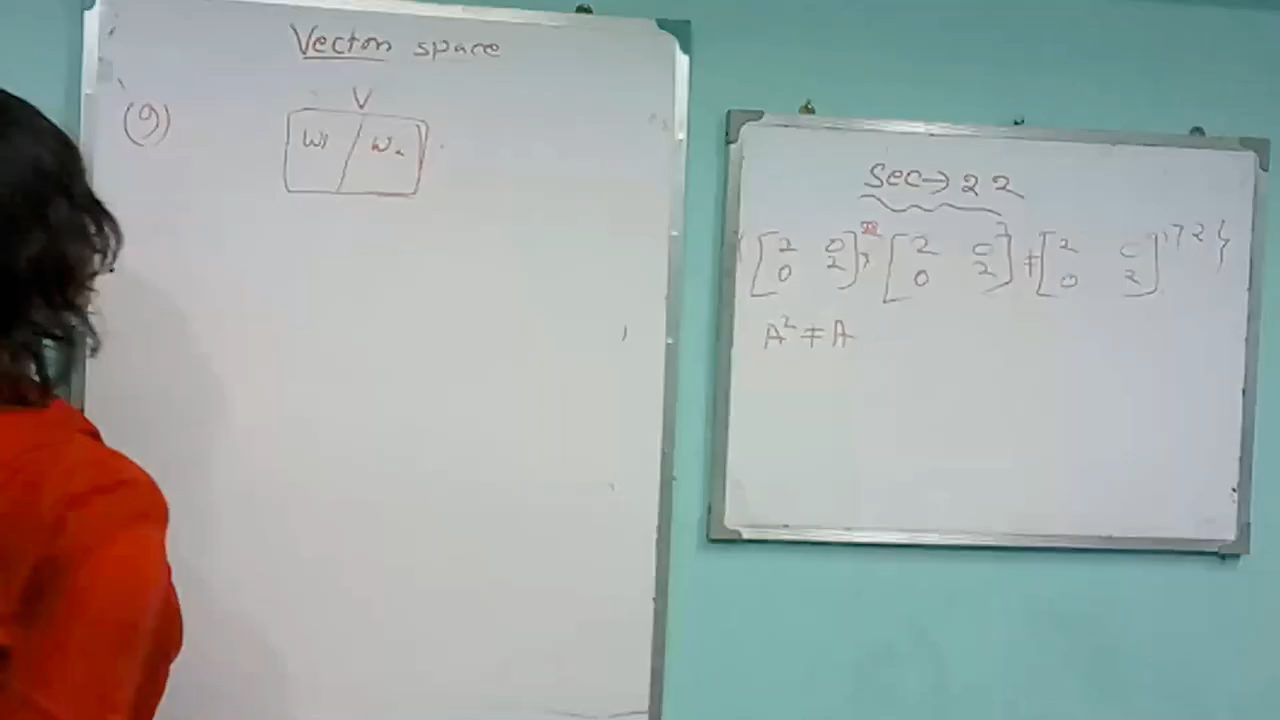 Vector space
(9)
V
W1 W2
Sec→22
{[2 0 0 2], [2 0 0 2] + [2 0 0 2], 72}
A² ≠ A